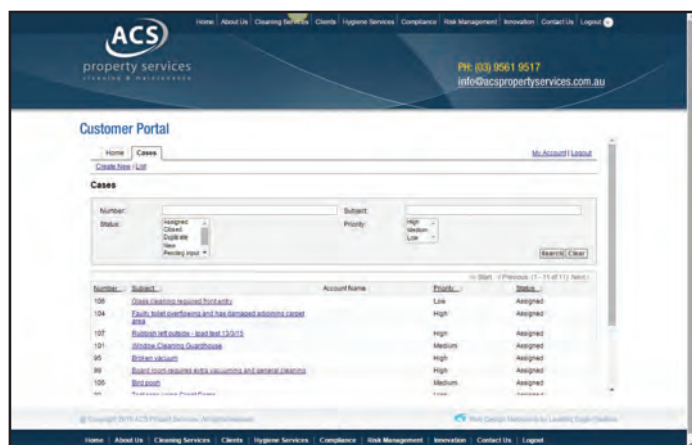 Home About Us Cleaning Services Clients Hygiene Services Compliance Risk Management Innovation Contact Us Logout
ACS
property services
cleaning & maintenance
PH: (03) 9561 9517
info@acspropertyservices.com.au
Customer Portal
Home Cases My Account | Logout
Create New | List
Cases
Number: Subject:
Status: Assigned Closed Duplicate New Pending Input Priority: High Medium Low
Search Clear
Start Previous (1 - 11 of 11) Next
Number Subject Account Name Priority Status
108 Glass cleaning required front entry Low Assigned
104 Faulty toilet overflowing and has damaged adjoining carpet area High Assigned
107 Rubbish left outside - load test 13/3/15 High Assigned
101 Window Cleaning Guardhouse Medium Assigned
95 Broken vacuum High Assigned
99 Board room requires extra vacuuming and general cleaning High Assigned
106 Medium Assigned
Home | About Us | Cleaning Services | Clients | Hygiene Services | Compliance | Risk Management | Innovation | Contact Us | Logout